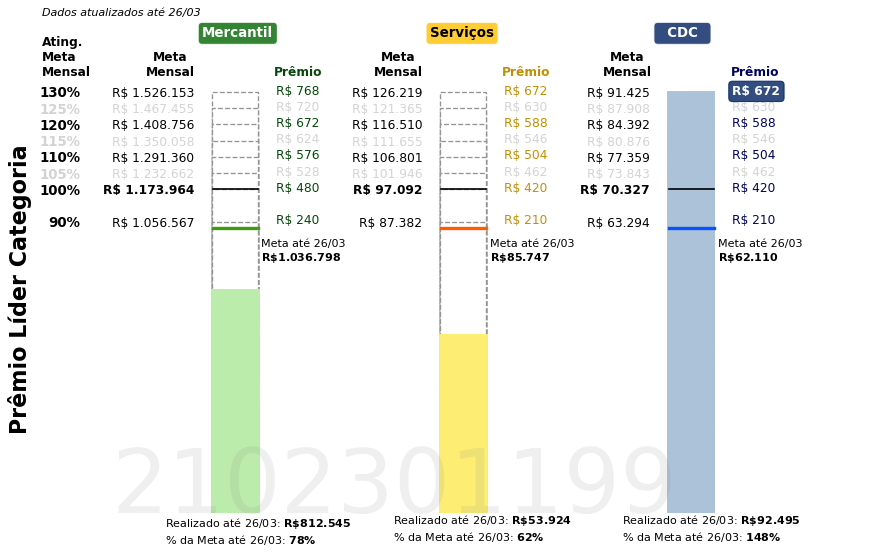 Dados atualizados até 26/03
Mercantil Serviços CDC
Ating. Meta Mensal
Meta Mensal Prêmio Meta Mensal Prêmio Meta Mensal Prêmio
130% R$ 1.526.153 R$ 768 R$ 126.219 R$ 672 R$ 91.425 R$ 672
125% R$ 1.467.455 R$ 720 R$ 121.365 R$ 630 R$ 87.908 R$ 630
120% R$ 1.408.756 R$ 672 R$ 116.510 R$ 588 R$ 84.392 R$ 588
115% R$ 1.350.058 R$ 624 R$ 111.655 R$ 546 R$ 80.876 R$ 546
110% R$ 1.291.360 R$ 576 R$ 106.801 R$ 504 R$ 77.359 R$ 504
105% R$ 1.232.662 R$ 528 R$ 101.946 R$ 462 R$ 73.843 R$ 462
100% R$ 1.173.964 R$ 480 R$ 97.092 R$ 420 R$ 70.327 R$ 420
90% R$ 1.056.567 R$ 240 R$ 87.382 R$ 210 R$ 63.294 R$ 210
Meta até 26/03 Meta até 26/03 Meta até 26/03
R$1.036.798 R$85.747 R$62.110
Prêmio Líder Categoria
2102301199
Realizado até 26/03: R$812.545 Realizado até 26/03: R$53.924 Realizado até 26/03: R$92.495
% da Meta até 26/03: 78% % da Meta até 26/03: 62% % da Meta até 26/03: 148%